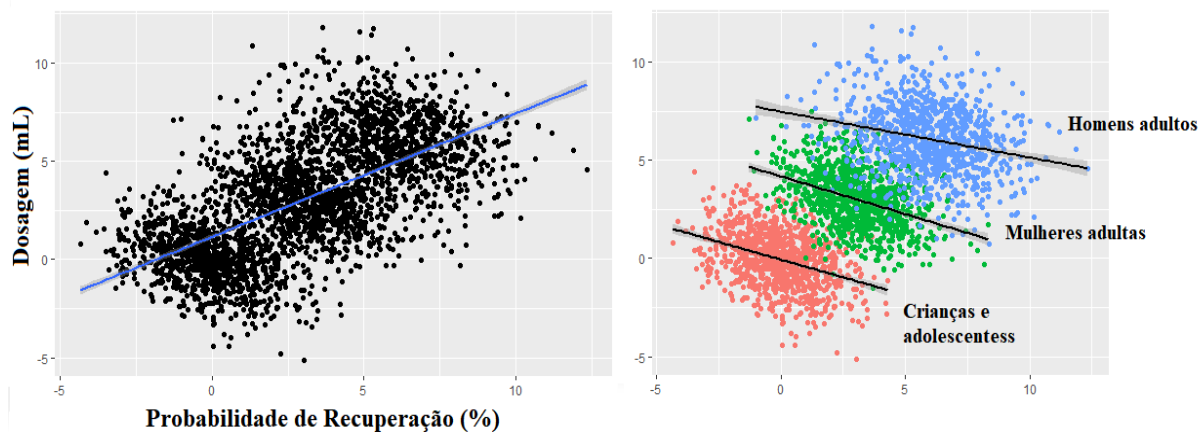 Dosagem (mL)
10
5
0
-5
-5
0
5
10
Probabilidade de Recuperação (%)
10
5
0
-5
-5
0
5
10
Homens adultos
Mulheres adultas
Crianças e
adolescentess